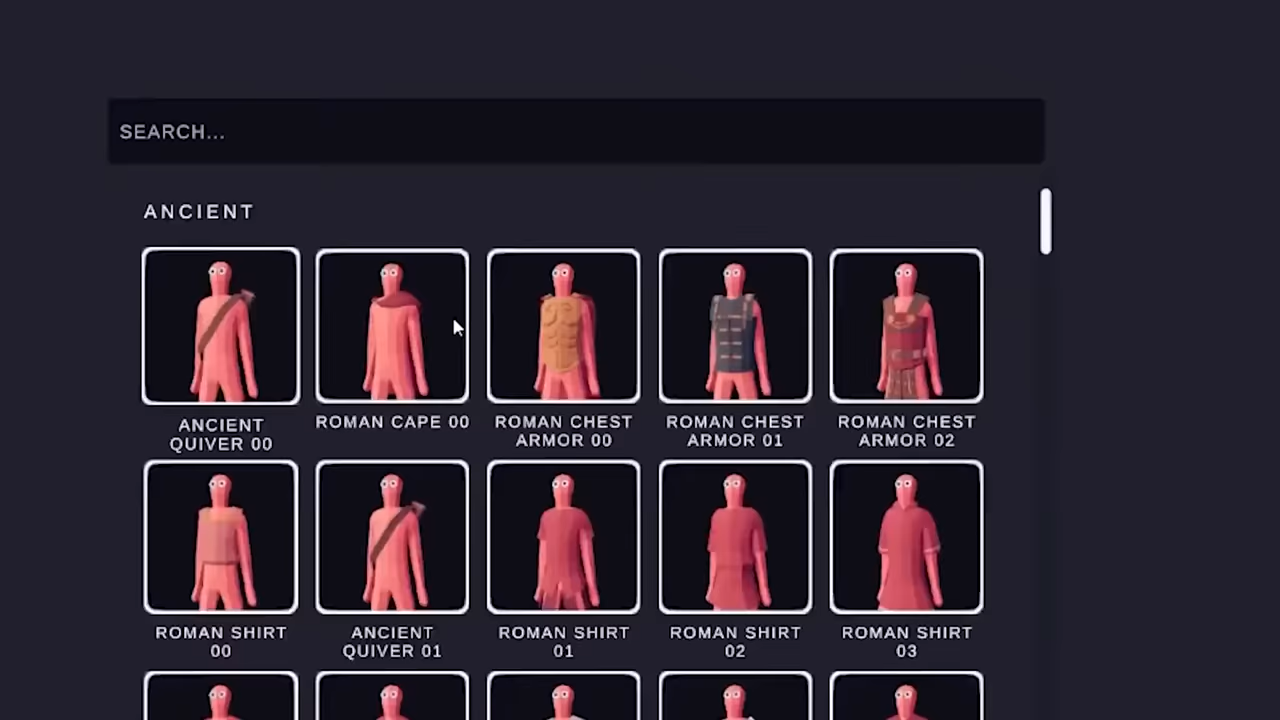 SEARCH...
ANCIENT
ANCIENT
QUIVER 00
ROMAN CAPE 00
ROMAN CHEST
ARMOR 00
ROMAN CHEST
ARMOR 01
ROMAN CHEST
ARMOR 02
ROMAN SHIRT
00
ANCIENT
QUIVER 01
ROMAN SHIRT
01
ROMAN SHIRT
02
ROMAN SHIRT
03